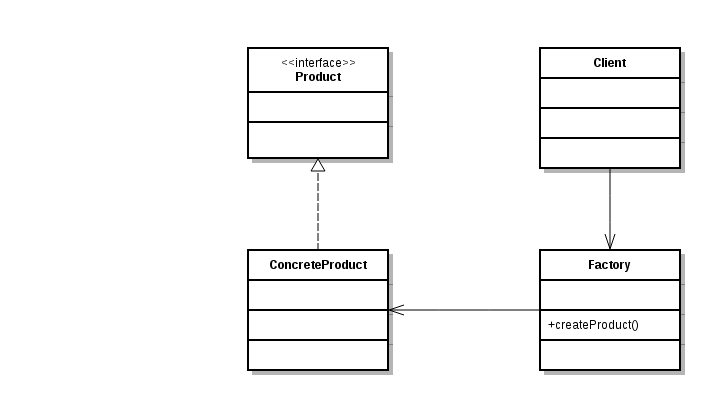 <<interface>>
Product
Client
ConcreteProduct
Factory
+createProduct()